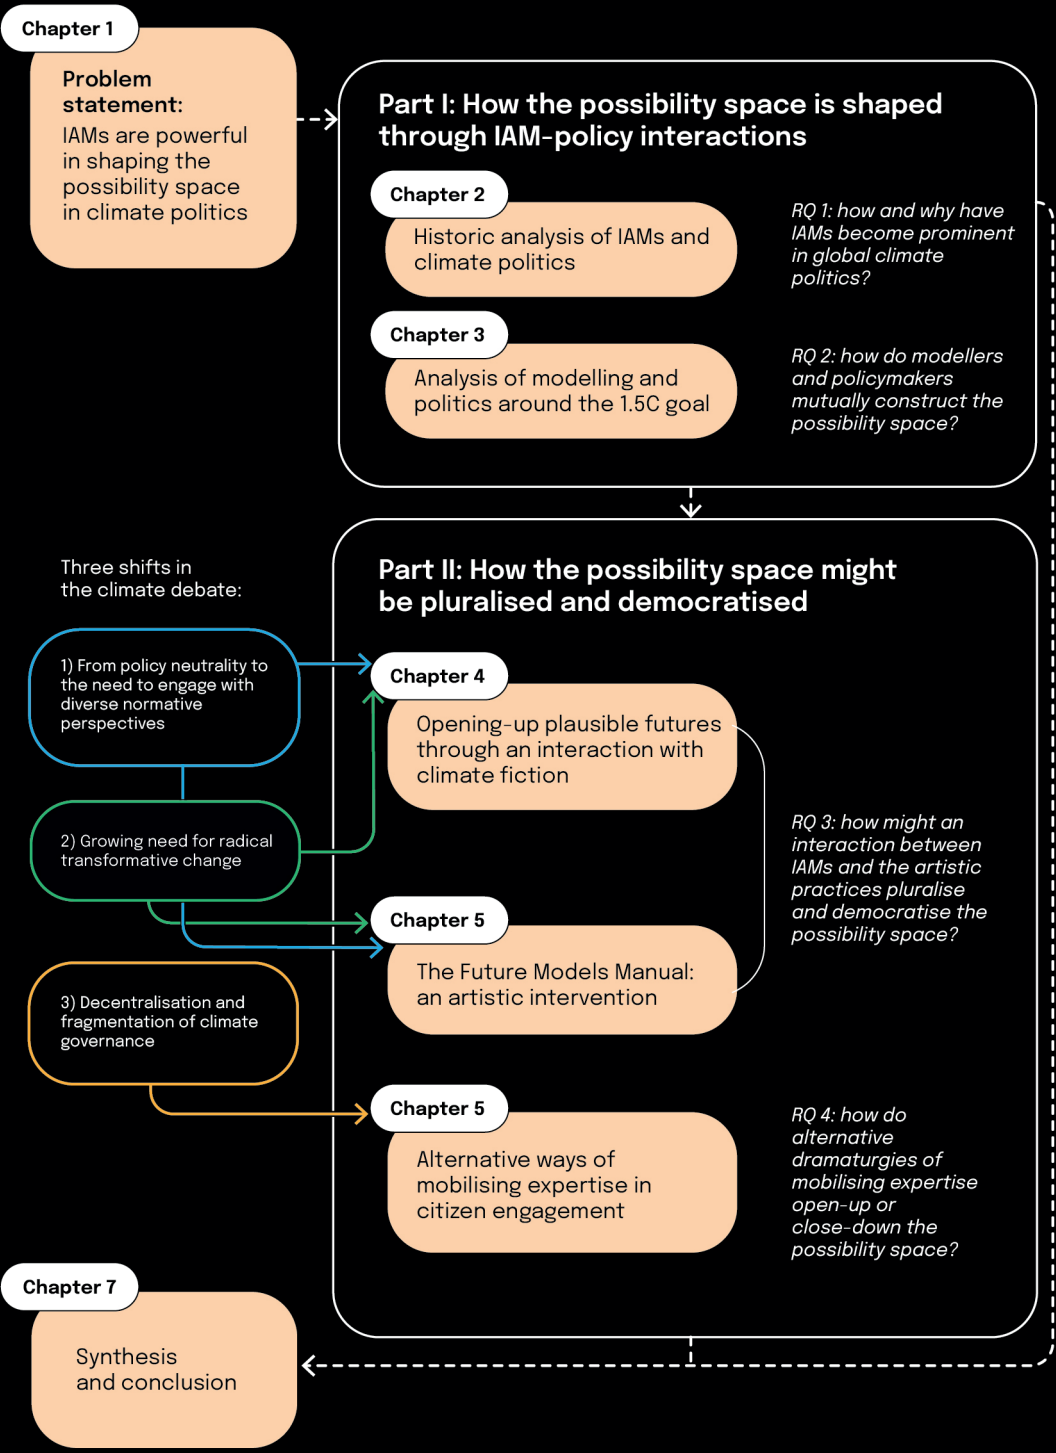 Chapter 1
Problem
statement:
IAMs are powerful
in shaping the
possibility space
in climate politics
Part I: How the possibility space is shaped
through IAM-policy interactions
Chapter 2
Historic analysis of IAMs and
climate politics
RQ 1: how and why have
IAMs become prominent
in global climate
politics?
Chapter 3
Analysis of modelling and
politics around the 1.5C goal
RQ 2: how do modellers
and policymakers
mutually construct the
possibility space?
Three shifts in
the climate debate:
1) From policy neutrality to
the need to engage with
diverse normative
perspectives
2) Growing need for radical
transformative change
3) Decentralisation and
fragmentation of climate
governance
Part II: How the possibility space might
be pluralised and democratised
Chapter 4
Opening-up plausible futures
through an interaction with
climate fiction
Chapter 5
The Future Models Manual:
an artistic intervention
RQ 3: how might an
interaction between
IAMs and the artistic
practices pluralise
and democratise the
possibility space?
Chapter 5
Alternative ways of
mobilising expertise in
citizen engagement
RQ 4: how do
alternative
dramaturgies of
mobilising expertise
open-up or
close-down the
possibility space?
Chapter 7
Synthesis
and conclusion